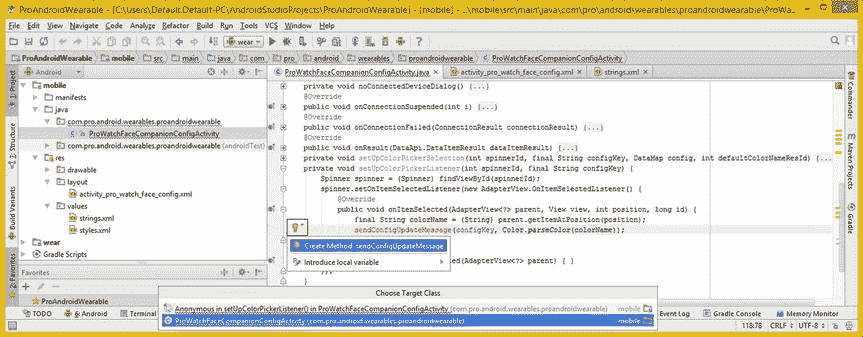 ProAndroidWearable - [C:\Users\Default.Default-PC\AndroidStudioProjects\ProAndroidWearable] - [mobile] - ...\mobile\src\main\java\com\pro\android\wearables\proandroidwearable\ProWa...
File Edit View Navigate Code Analyze Refactor Build Run Tools VCS Window Help
wear
ProAndroidWearable mobile src main java com pro android wearables proandroidwearable ProWatchFaceCompanionConfigActivity
Android
ProWatchFaceCompanionConfigActivity.java activity_pro_watch_face_config.xml strings.xml
1: Project
Structure
Build Variants
2: Favorites
mobile
manifests
java
com.pro.android.wearables.proandroidwearable
ProWatchFaceCompanionConfigActivity
com.pro.android.wearables.proandroidwearable (androidTest)
res
drawable
layout
activity_pro_watch_face_config.xml
values
strings.xml
styles.xml
wear
Gradle Scripts
Favorites
ProAndroidWearable
private void noConnectedDeviceDialog() {...}
@Override
public void onConnectionSuspended(int i) {...}
@Override
public void onConnectionFailed(ConnectionResult connectionResult) {...}
@Override
public void onResult(DataApi.DataItemResult dataItemResult) {...}
private void setUpColorPickerSelection(int spinnerId, final String configKey, DataMap config, int defaultColorNameResId) {...
private void setUpColorPickerListener(int spinnerId, final String configKey) {
Spinner spinner = (Spinner) findViewById(spinnerId);
spinner.setOnItemSelectedListener(new AdapterView.OnItemSelectedListener() {
@Override
public void onItemSelected(AdapterView<?> parent, View view, int position, long id) {
final String colorName = (String) parent.getItemAtPosition(position);
sendConfigUpdateMessage(configKey, Color.parseColor(colorName));
Create Method 'sendConfigUpdateMessage'
Introduce local variable
AdapterView<?> parent) { }
Commander
Maven Projects
Gradle
Choose Target Class
Anonymous in setUpColorPickerListener() in ProWatchFaceCompanionConfigActivity (com.pro.android.wearables.proandroidwearable) mobile
ProWatchFaceCompanionConfigActivity (com.pro.android.wearables.proandroidwearable) mobile
TODO 6: Android Terminal Event Log Gradle Console Memory Monitor
118:78 CRLF UTF-8